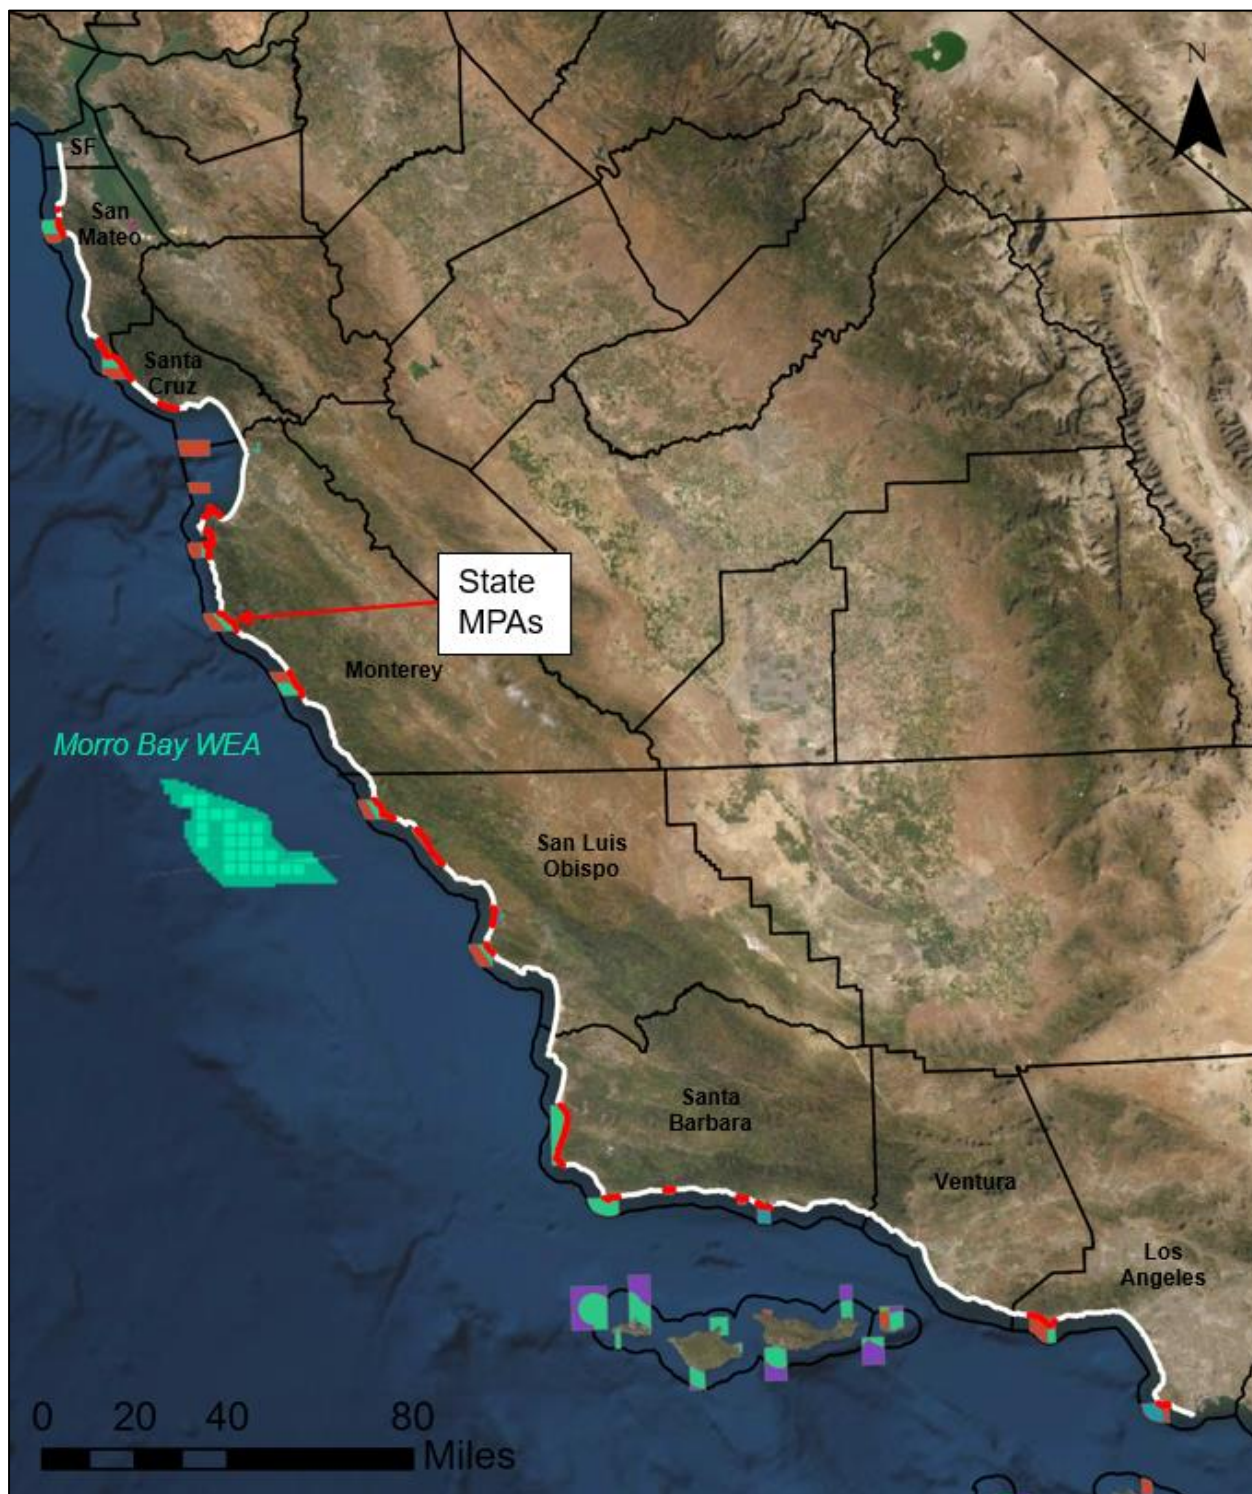 N
SF
San
Mateo
Santa
Cruz
State
MPAs
Monterey
Morro Bay WEA
San Luis
Obispo
Santa
Barbara
Ventura
Los
Angeles
0 20 40 80
Miles